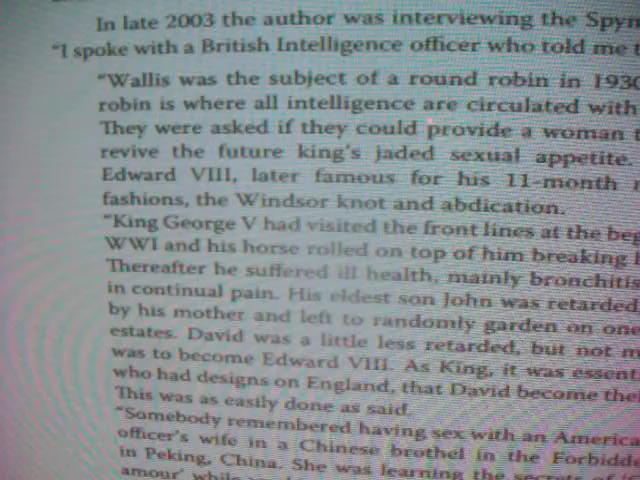 In late 2003 the author was interviewing the
"I spoke with a British Intelligence officer who told me
"Wallis was the subject of a round robin in
robin is where all intelligence are circulated with
They were asked if they could provide a woman
revive the future king's jaded sexual appetite.
Edward VIII, later famous for his 11-month
fashions, the Windsor knot and abdication.
"King George V had visited the front lines at the
WWI and his horse rolled on top of him breaking
Thereafter he suffered ill health, mainly
in continual pain. His eldest son John was retarded
by his mother and left to randomly garden on
estates. David was a little less retarded, but not
was to become Edward VIII. As King, it was
who had designs on England, that David become
This was as easily done as said.
"Somebody remembered having sex with an
officer's wife in a Chinese brothel in the
in Peking, China. She was learning the secrets of
amour' while